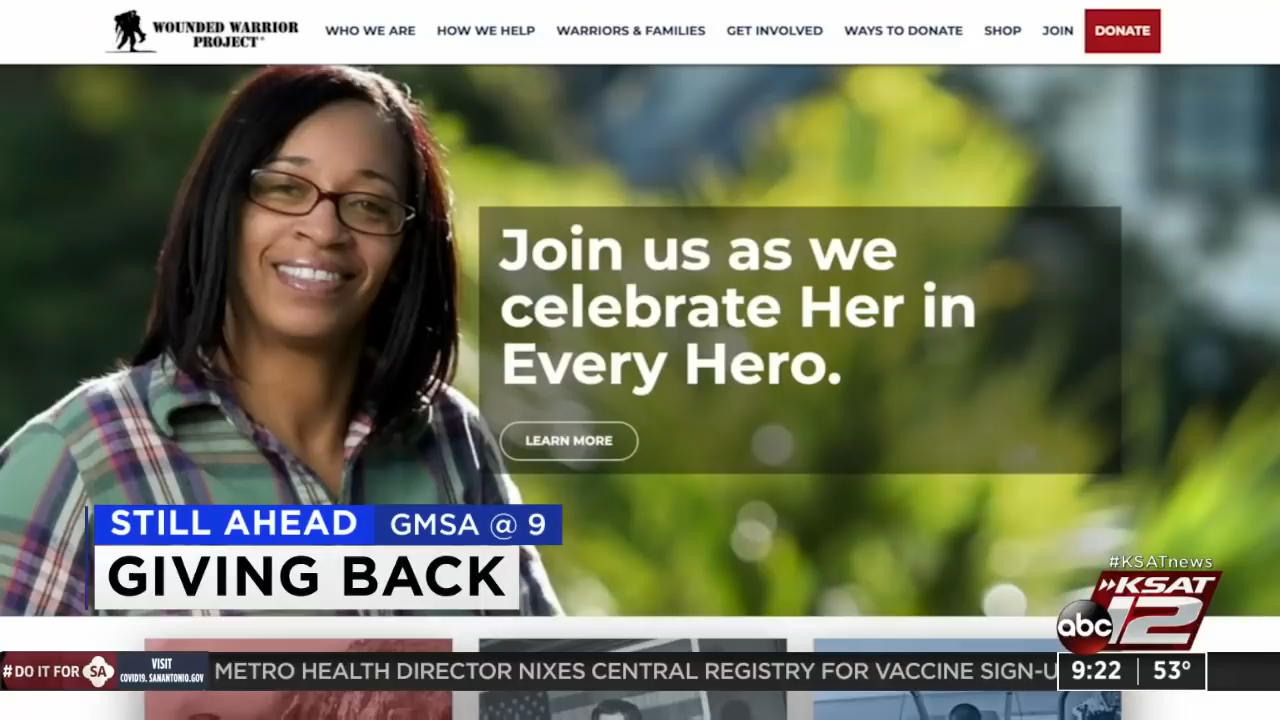 WOUNDED WARRIOR
PROJECT®
WHO WE ARE
HOW WE HELP
WARRIORS & FAMILIES
GET INVOLVED
WAYS TO DONATE
SHOP
JOIN
DONATE
Join us as we
celebrate Her in
Every Hero.
LEARN MORE
STILL AHEAD GMSA @ 9
GIVING BACK
#KSATnews
KSAT
abc 12
#DO IT FOR SA
VISIT
COVID19.SANANTONIO.GOV
METRO HEALTH DIRECTOR NIXES CENTRAL REGISTRY FOR VACCINE SIGN-U
9:22 53°